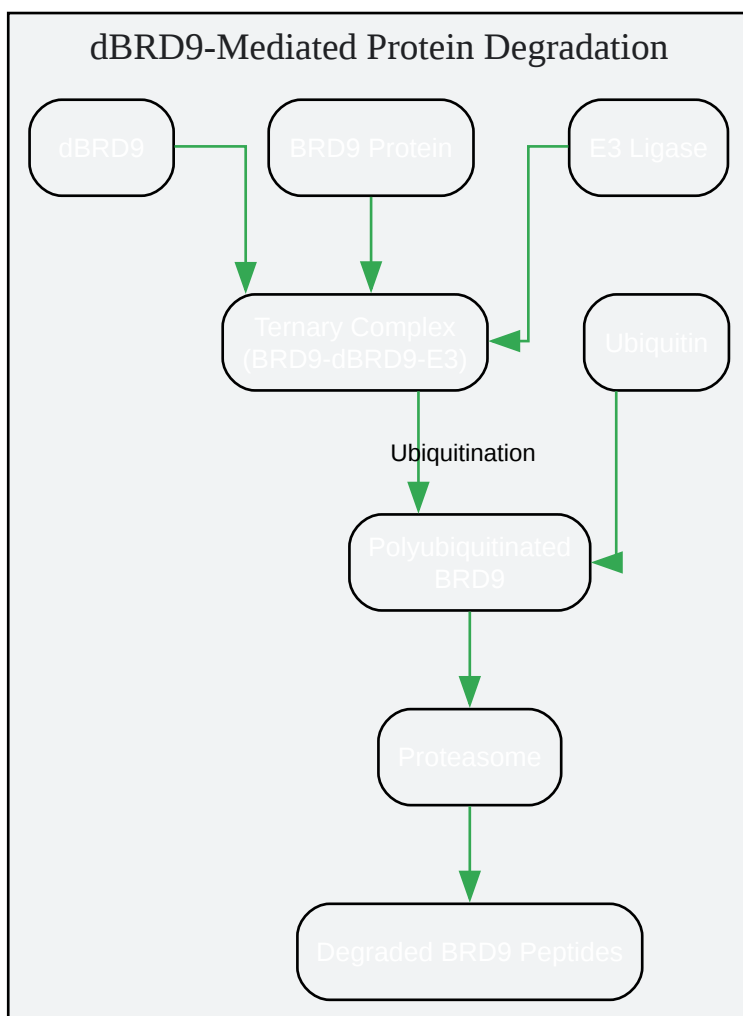 dBRD9-Mediated Protein Degradation
dBRD9
BRD9 Protein
E3 Ligase
Ternary Complex
(BRD9-dBRD9-E3)
Ubiquitin
Ubiquitination
Polyubiquitinated
BRD9
Proteasome
Degraded BRD9 Peptides